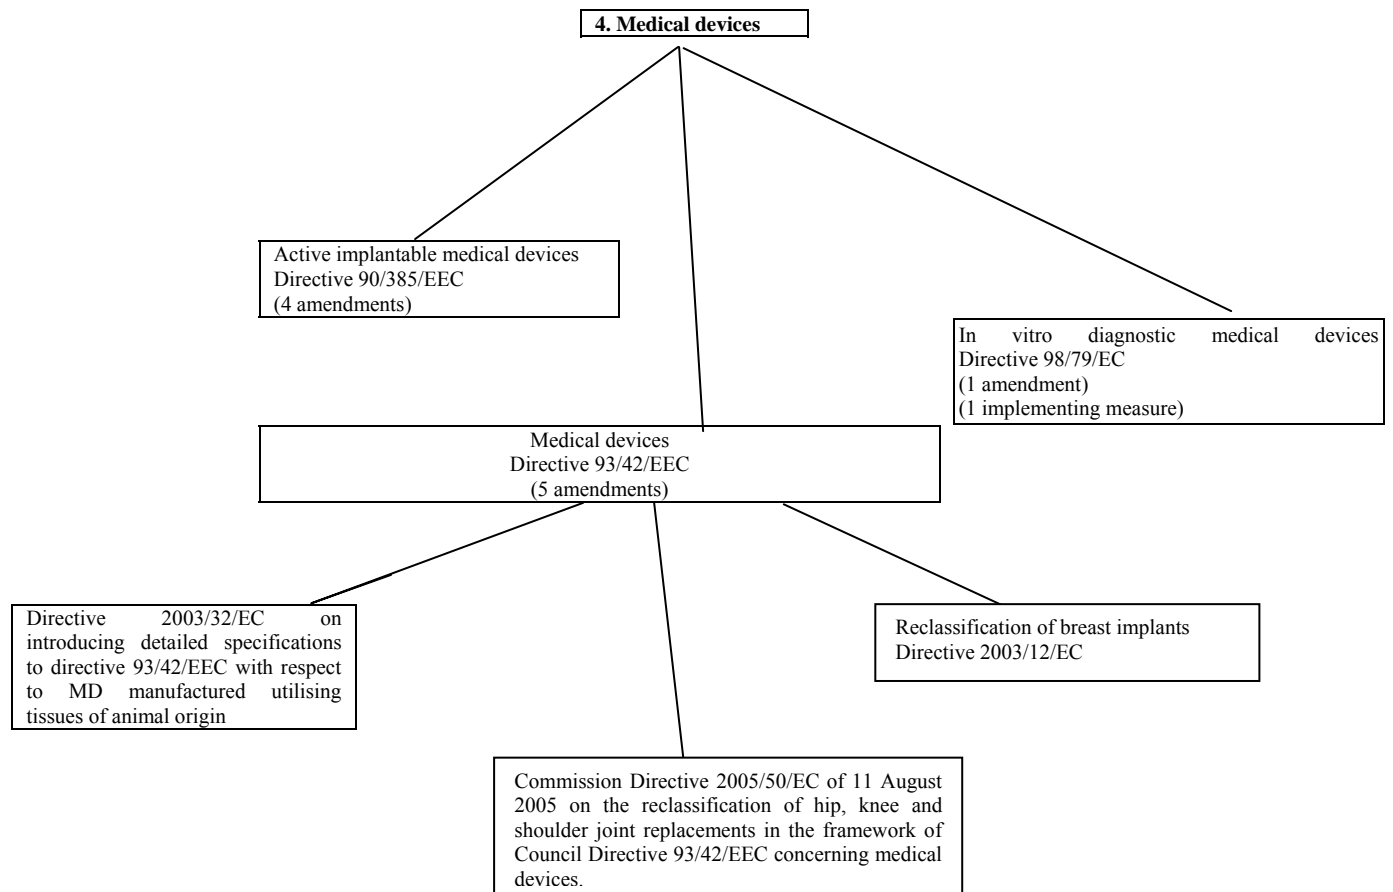 4. Medical devices
Active implantable medical devices
Directive 90/385/EEC
(4 amendments)
In vitro diagnostic medical devices
Directive 98/79/EC
(1 amendment)
(1 implementing measure)
Medical devices
Directive 93/42/EEC
(5 amendments)
Directive 2003/32/EC on
introducing detailed specifications
to directive 93/42/EEC with respect
to MD manufactured utilising
tissues of animal origin
Reclassification of breast implants
Directive 2003/12/EC
Commission Directive 2005/50/EC of 11 August
2005 on the reclassification of hip, knee and
shoulder joint replacements in the framework of
Council Directive 93/42/EEC concerning medical
devices.